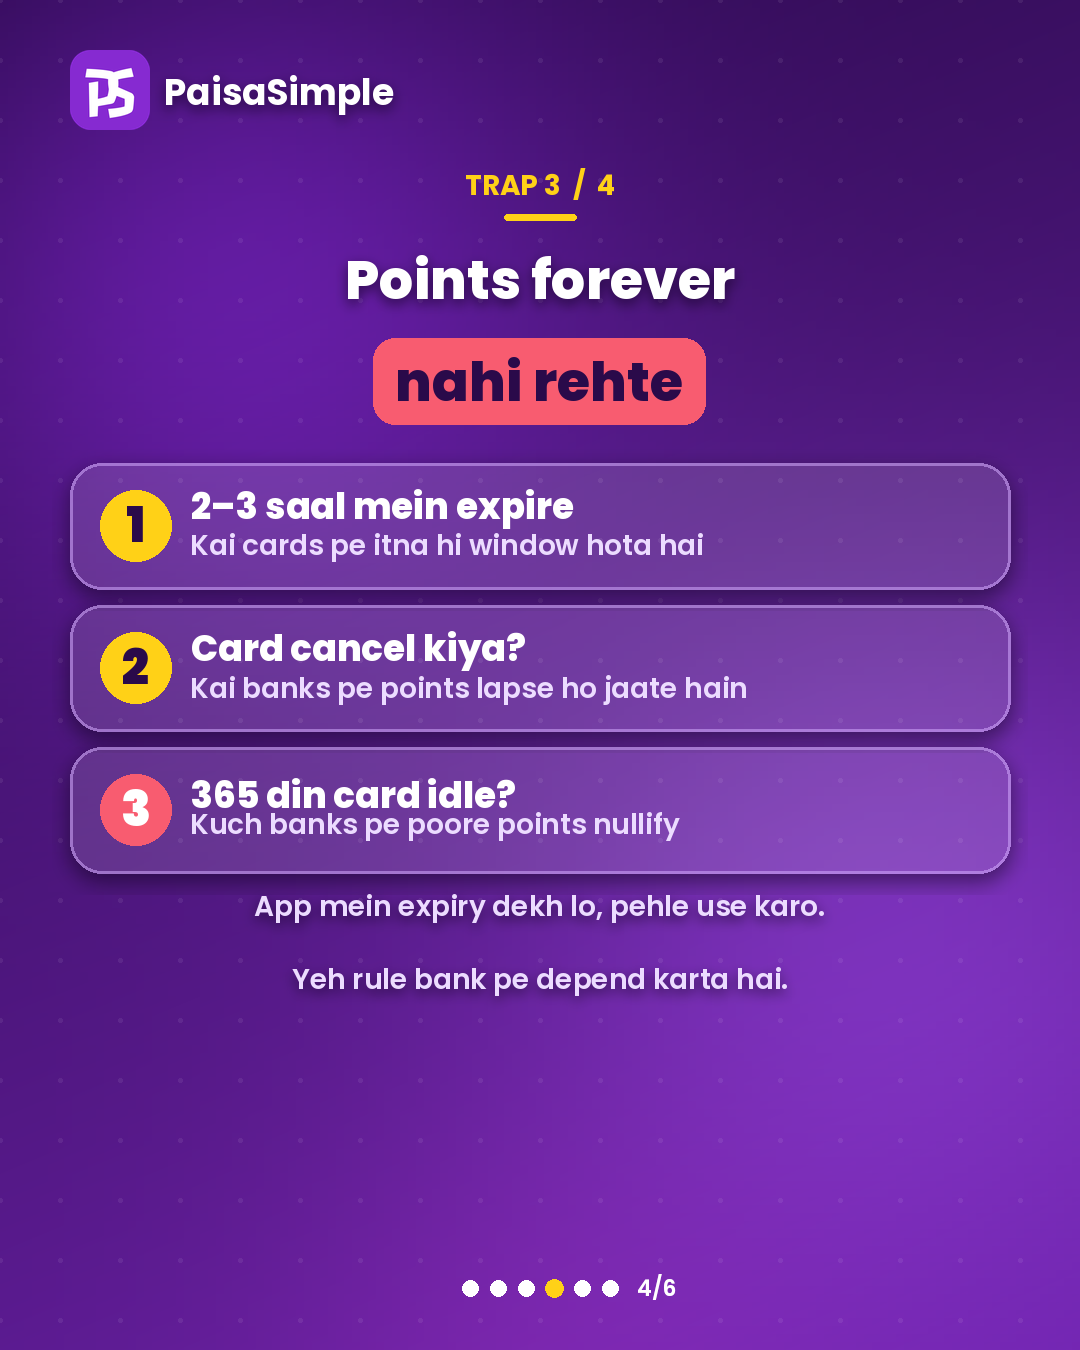 PaisaSimple
TRAP 3 / 4
Points forever
nahi rehte
1
2–3 saal mein expire
Kai cards pe itna hi window hota hai
2
Card cancel kiya?
Kai banks pe points lapse ho jaate hain
3
365 din card idle?
Kuch banks pe poore points nullify
App mein expiry dekh lo, pehle use karo.
Yeh rule bank pe depend karta hai.
4/6